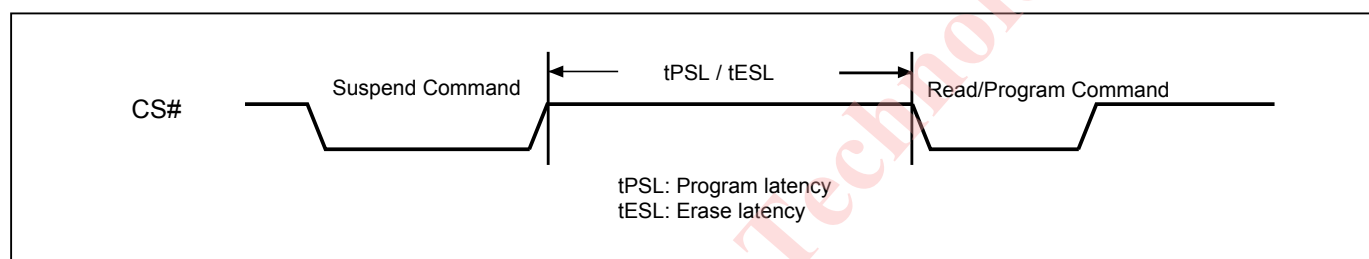 Suspend Command
tPSL / tESL
Read/Program Command
CS#
tPSL: Program latency
tESL: Erase latency